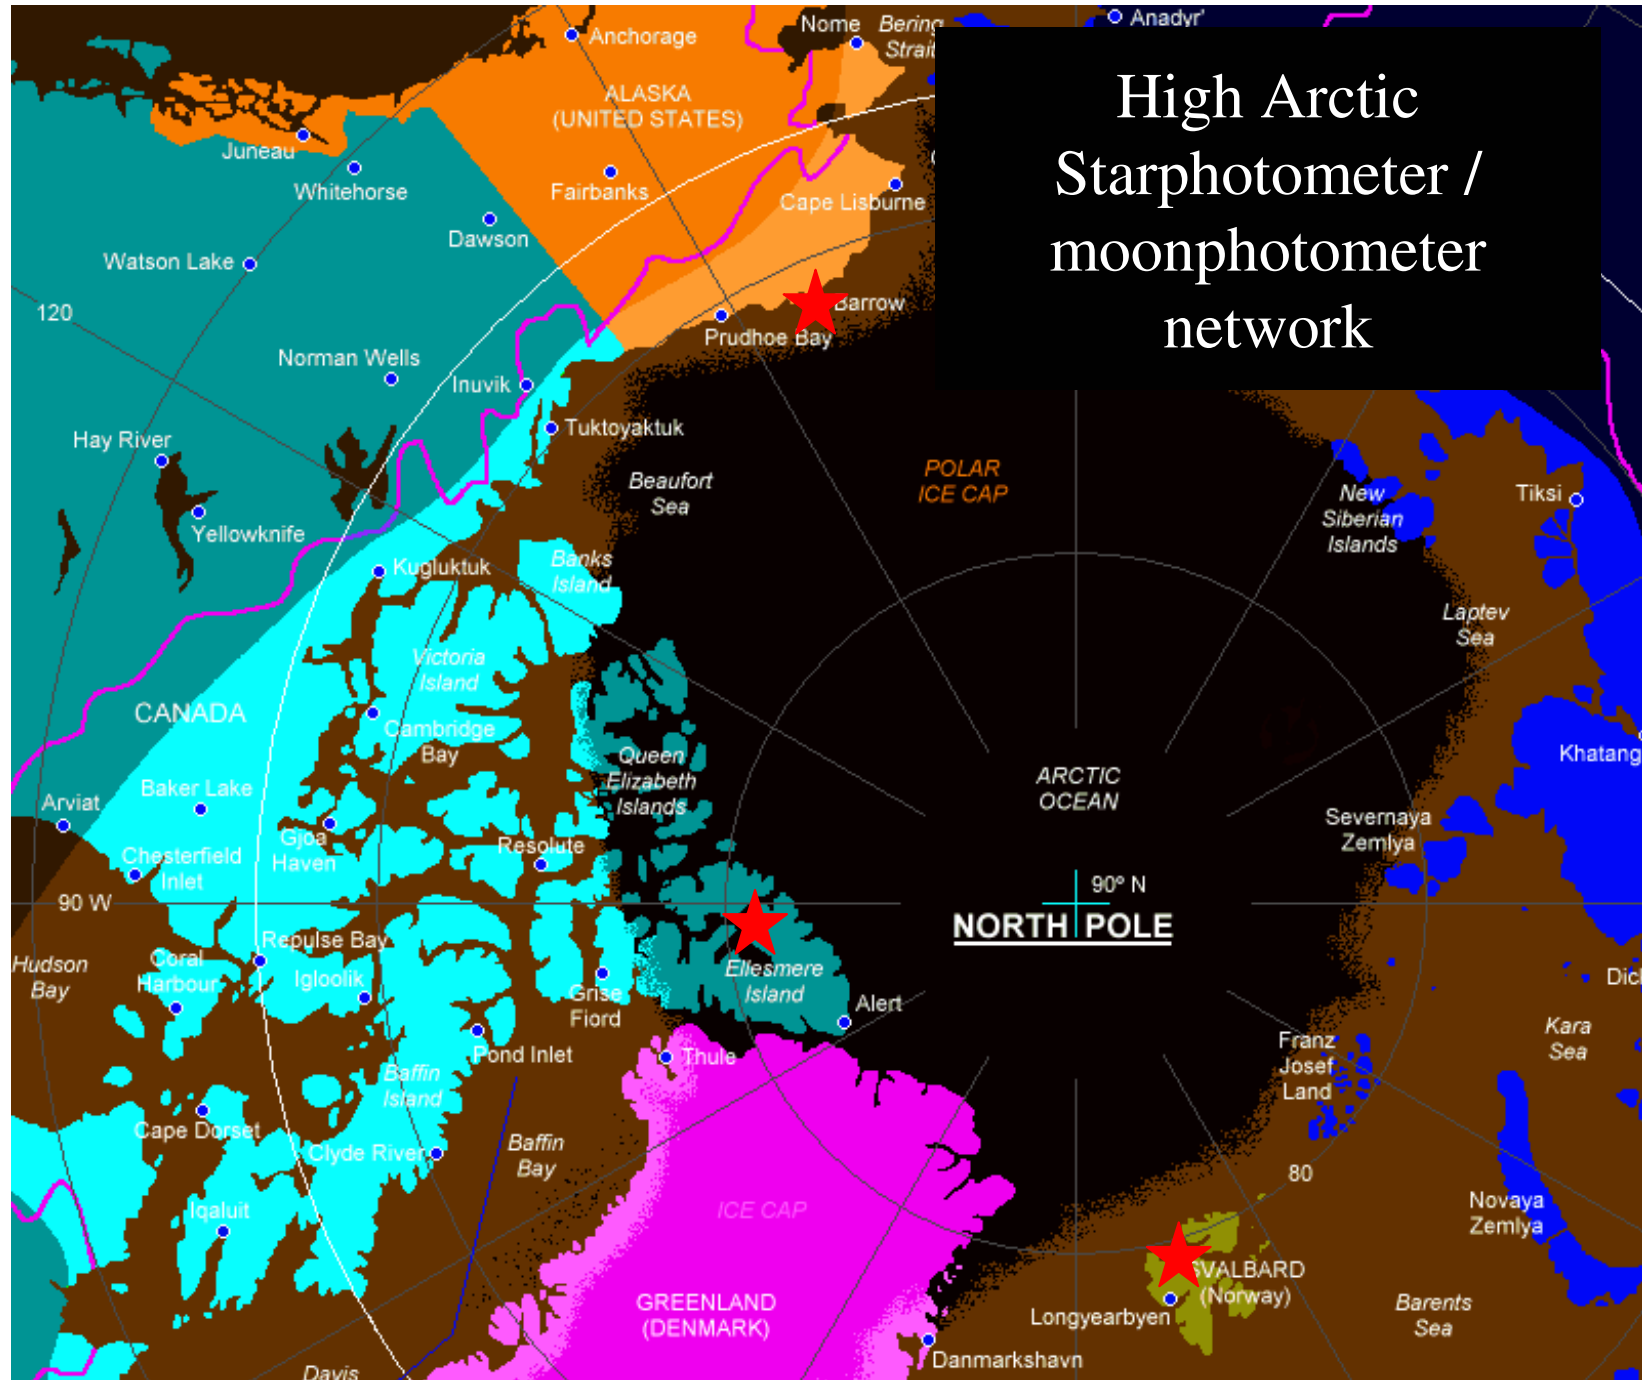 High Arctic
Starphotometer /
moonphotometer
network
Nome
Bering
Strait
Anadyr'
Anchorage
ALASKA
(UNITED STATES)
Juneau
Whitehorse
Fairbanks
Cape Lisburne
Dawson
Watson Lake
120
Barrow
Prudhoe Bay
Norman Wells
Inuvik
Tuktoyaktuk
Hay River
Beaufort
Sea
POLAR
ICE CAP
New
Siberian
Islands
Tiksi
Yellowknife
Kugluktuk
Banks
Island
Laptev
Sea
Victoria
Island
CANADA
Cambridge
Bay
Queen
Elizabeth
Islands
ARCTIC
OCEAN
Khatang
Baker Lake
Arviat
Gjoa
Haven
Resolute
Severnaya
Zemlya
Chesterfield
Inlet
90 W
90° N
NORTH POLE
Repulse Bay
Hudson
Bay
Coral
Harbour
Igloolik
Grise
Fiord
Ellesmere
Island
Alert
Dic
Kara
Sea
Franz
Josef
Land
Pond Inlet
Thule
Baffin
Island
Cape Dorset
Clyde River
Baffin
Bay
80
Iqaluit
ICE CAP
Novaya
Zemlya
SVALBARD
(Norway)
Longyearbyen
GREENLAND
(DENMARK)
Barents
Sea
Danmarkshavn
Davis